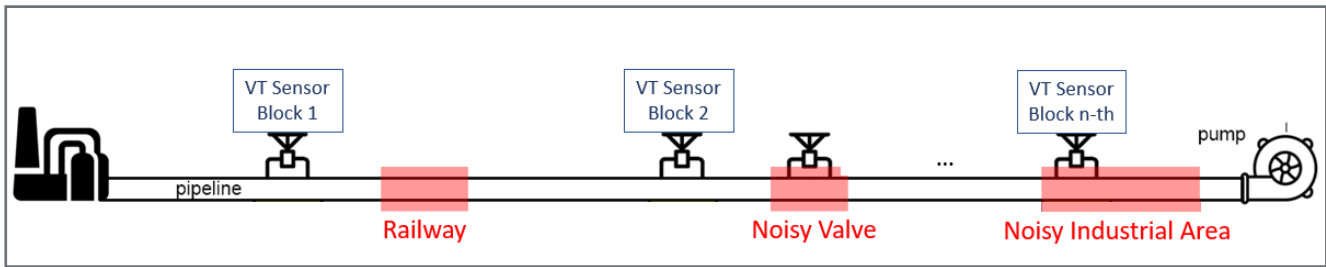 VT Sensor
Block 1
VT Sensor
Block 2
VT Sensor
Block n-th
pump
...
pipeline
Railway
Noisy Valve
Noisy Industrial Area